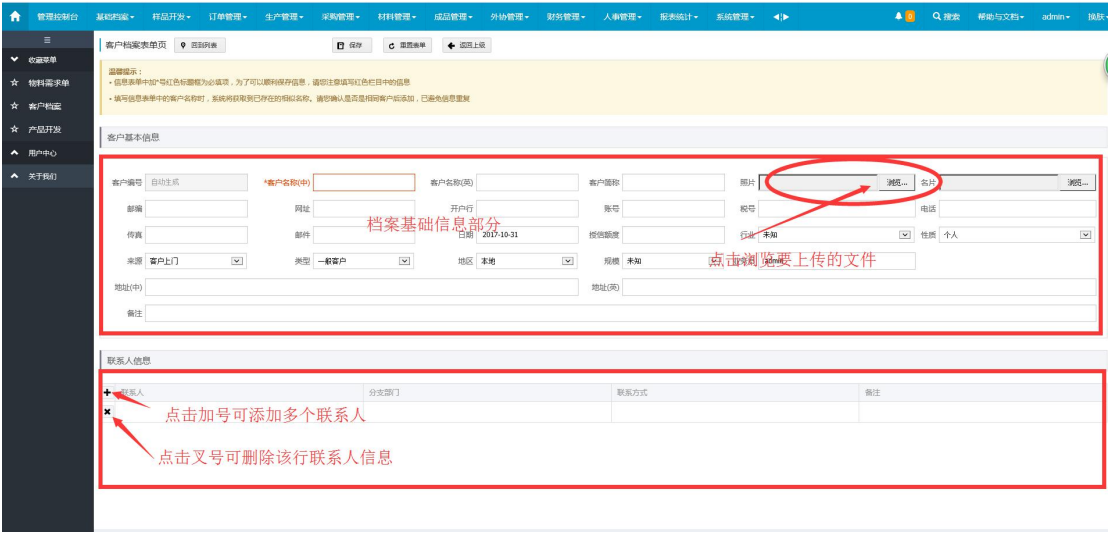 管理控制台 基础档案 样品开发 订单管理 生产管理 采购管理 材料管理 成品管理 外协管理 财务管理 人事管理 报表统计 系统管理 0 搜索 帮助与文档 admin 换肤
客户档案表单页 回到列表 保存 重置表单 返回上级
收藏菜单
物料需求单
客户档案
产品开发
用户中心
关于我们
温馨提示：
• 信息表单中加*号红色标题框为必填项，为了可以顺利保存信息，请您注意填写红色栏目中的信息
• 填写信息表单中的客户名称时，系统将获取到已存在的相似名称。请您确认是否是相同客户后添加，已避免信息重复
客户基本信息
客户编号 自动生成 *客户名称(中) 客户名称(英) 客户简称 照片 浏览... 名片 浏览...
邮编 网址 开户行 账号 税号 电话
档案基础信息部分
传真 邮件 日期 2017-10-31 授信额度 行业 未知 性质 个人
点击浏览要上传的文件
来源 客户上门 类型 一般客户 地区 本地 规模 未知 admin
地址(中) 地址(英)
备注
联系人信息
联系人 分支部门 联系方式 备注
点击加号可添加多个联系人
点击叉号可删除该行联系人信息